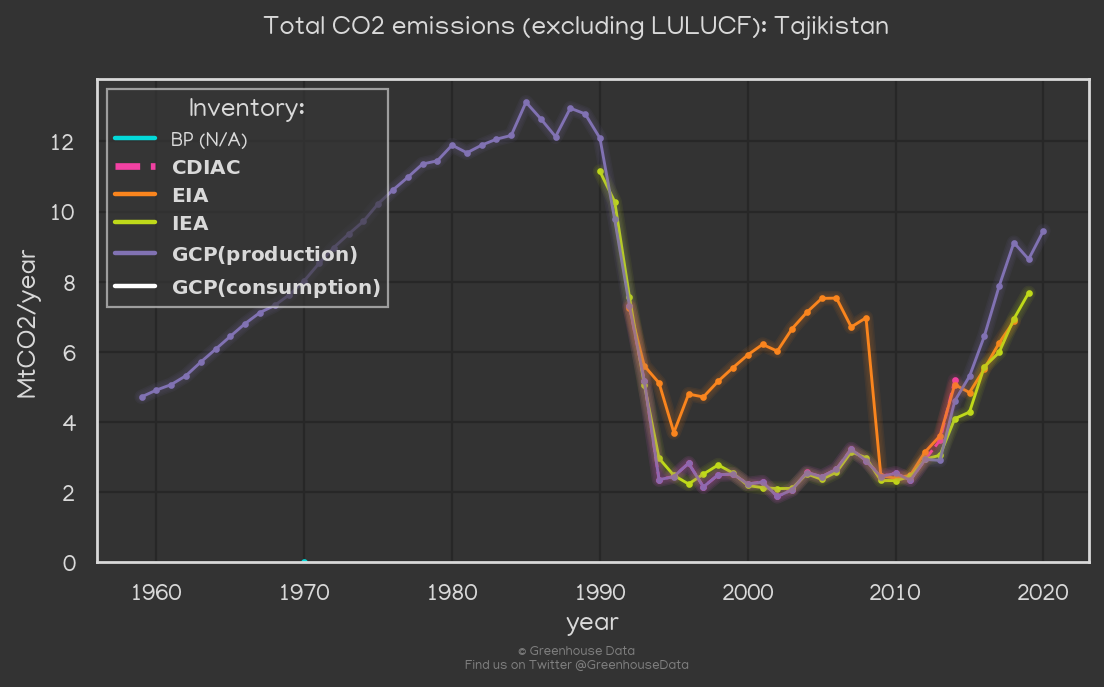 Total CO2 emissions (excluding LULUCF): Tajikistan
Inventory:
BP (N/A)
CDIAC
EIA
IEA
GCP(production)
GCP(consumption)
MtCO2/year
12
10
8
6
4
2
0
1960 1970 1980 1990 2000 2010 2020
year
© Greenhouse Data
Find us on Twitter @GreenhouseData